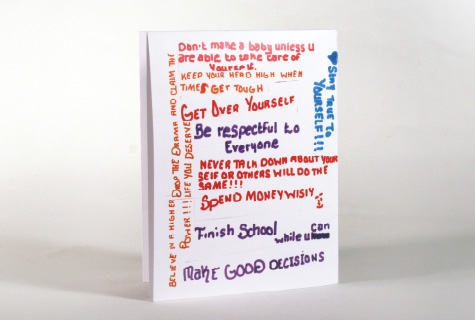 Don't make a baby unless u
are able to take care of
Yourself.
KEEP YOUR HEAD HIGH WHEN
TIMES GET TOUGH
GET OVER YOURSELF
Be respectful to
Everyone
NEVER TALK DOWN ABOUT YOUR
SELF OR OTHERS WILL DO THE
SAME!!!
SPEND MONEY WISLY
Finish School
while u can
MAKE GOOD DECISIONS
STAY TRUE TO
YOURSELF!!!
DROP THE DRAMA AND CLAIM THE
LIFE YOU DESERVE
BELIEVE IN A HIGHER
POWER!!!